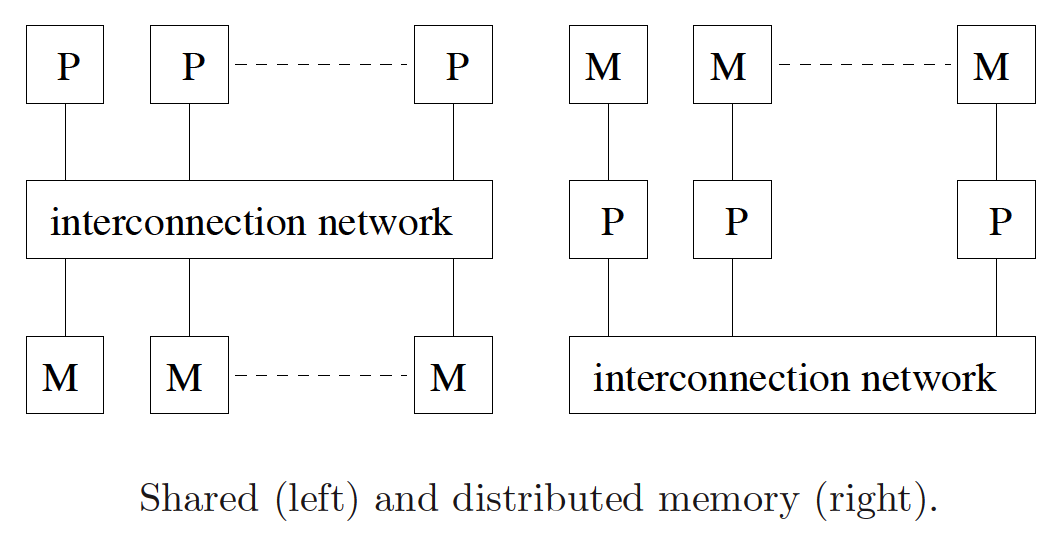 P P P M M M
interconnection network P P P
M M M interconnection network
Shared (left) and distributed memory (right).